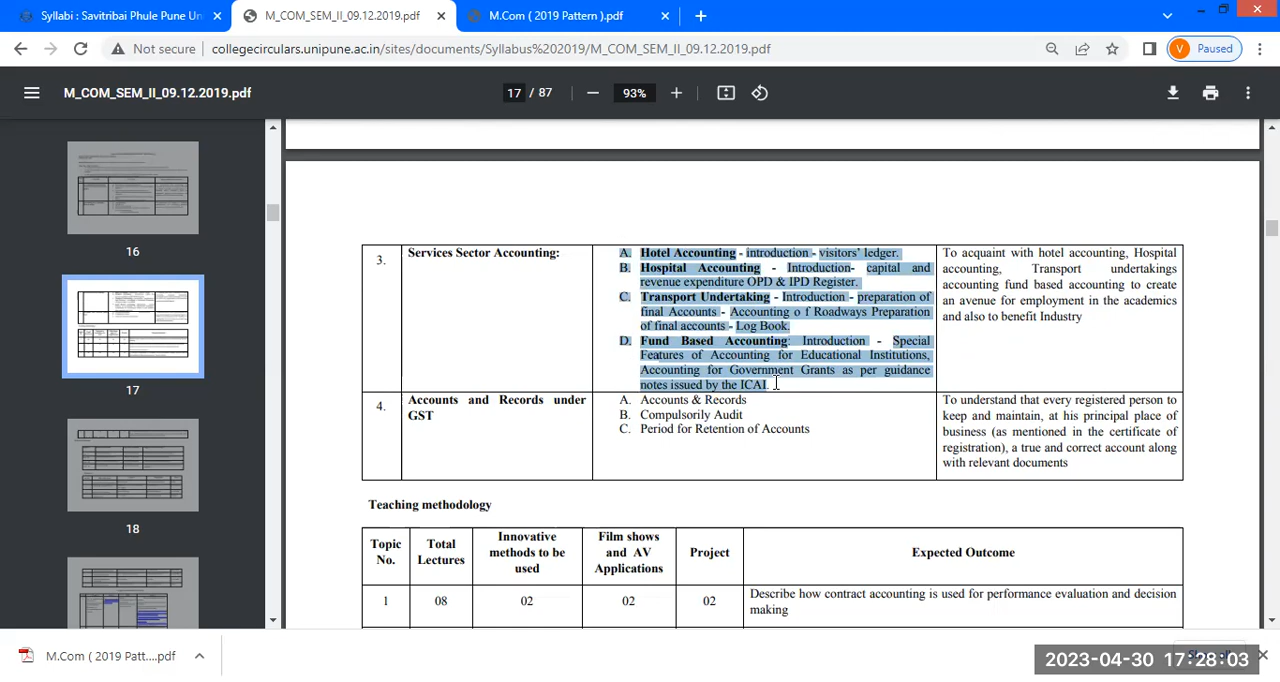 Syllabi : Savitribai Phule Pune Un
M_COM_SEM_II_09.12.2019.pdf
M.Com ( 2019 Pattern ).pdf
Not secure
collegecirculars.unipune.ac.in/sites/documents/Syllabus%202019/M_COM_SEM_II_09.12.2019.pdf
V Paused
M_COM_SEM_II_09.12.2019.pdf
17 / 87
93%
16
17
18
3.
Services Sector Accounting:
A. Hotel Accounting - introduction - visitors' ledger.
B. Hospital Accounting - Introduction- capital and
revenue expenditure OPD & IPD Register.
C. Transport Undertaking - Introduction - preparation of
final Accounts - Accounting o f Roadways Preparation
of final accounts - Log Book.
D. Fund Based Accounting: Introduction - Special
Features of Accounting for Educational Institutions,
Accounting for Government Grants as per guidance
notes issued by the ICAI.
To acquaint with hotel accounting, Hospital
accounting, Transport undertakings
accounting fund based accounting to create
an avenue for employment in the academics
and also to benefit Industry
4.
Accounts and Records under
GST
A. Accounts & Records
B. Compulsorily Audit
C. Period for Retention of Accounts
To understand that every registered person to
keep and maintain, at his principal place of
business (as mentioned in the certificate of
registration), a true and correct account along
with relevant documents
Teaching methodology
Topic
No.
Total
Lectures
Innovative
methods to be
used
Film shows
and AV
Applications
Project
Expected Outcome
1
08
02
02
02
Describe how contract accounting is used for performance evaluation and decision
making
M.Com ( 2019 Patt....pdf
2023-04-30 17:28:03